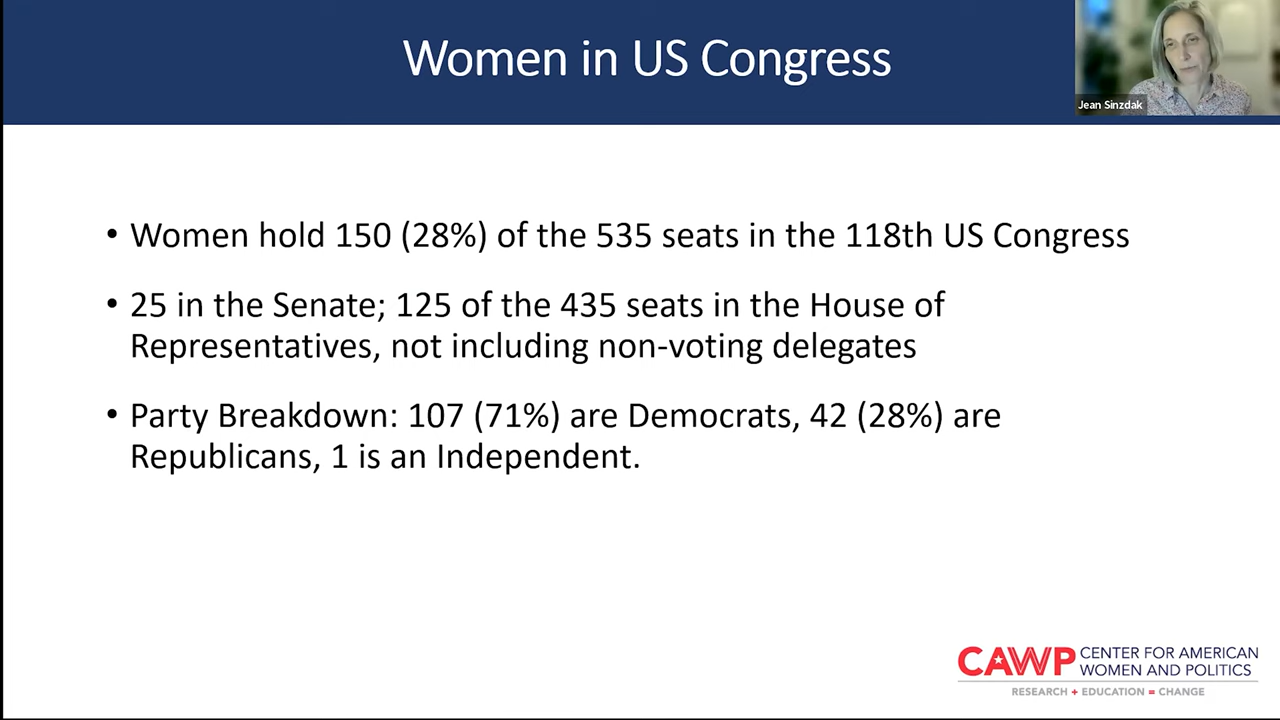 Women in US Congress
Jean Sinzdak
• Women hold 150 (28%) of the 535 seats in the 118th US Congress
• 25 in the Senate; 125 of the 435 seats in the House of
Representatives, not including non-voting delegates
• Party Breakdown: 107 (71%) are Democrats, 42 (28%) are
Republicans, 1 is an Independent.
CAWP CENTER FOR AMERICAN
WOMEN AND POLITICS
RESEARCH + EDUCATION = CHANGE